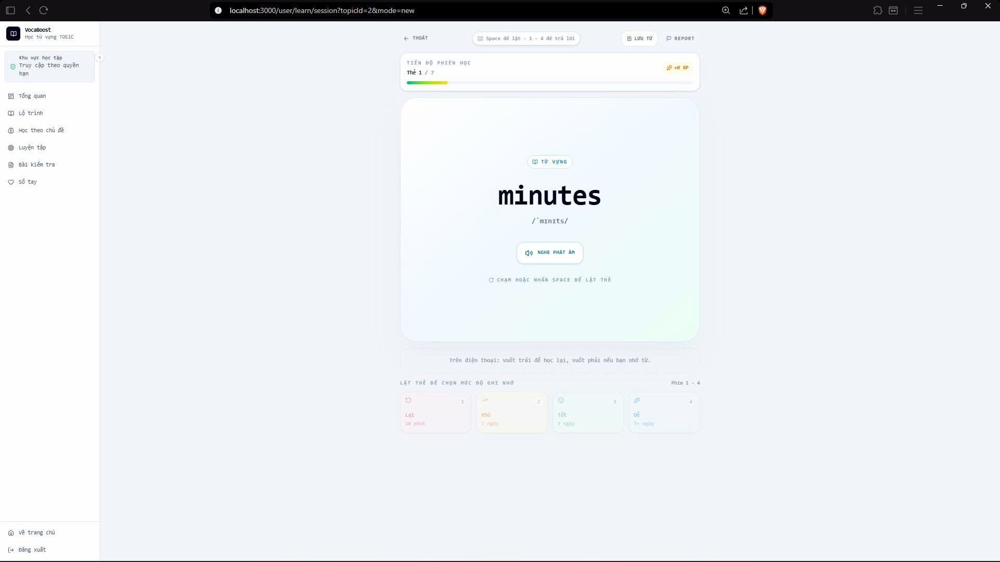 localhost:3000/user/learn/session?topicId=2&mode=new
VocaBoost
Học từ vựng TOEIC
Khu vực học tập
Truy cập theo quyền
hạn
Tổng quan
Lộ trình
Học theo chủ đề
Luyện tập
Bài kiểm tra
Sổ tay
Về trang chủ
Đăng xuất
THOÁT
Space để lật · 1 - 4 để trả lời
LƯU TỪ
REPORT
TIẾN ĐỘ PHIÊN HỌC
Thẻ 1 / 7
+0 XP
TỪ VỰNG
minutes
/ˈmɪnɪts/
NGHE PHÁT ÂM
CHẠM HOẶC NHẤN SPACE ĐỂ LẬT THẺ
Trên điện thoại: vuốt trái để học lại, vuốt phải nếu bạn nhớ từ.
LẬT THẺ ĐỂ CHỌN MỨC ĐỘ GHI NHỚ
Phím 1 - 4
1
Lại
10 phút
2
Khó
1 ngày
3
Tốt
3 ngày
4
Dễ
7+ ngày